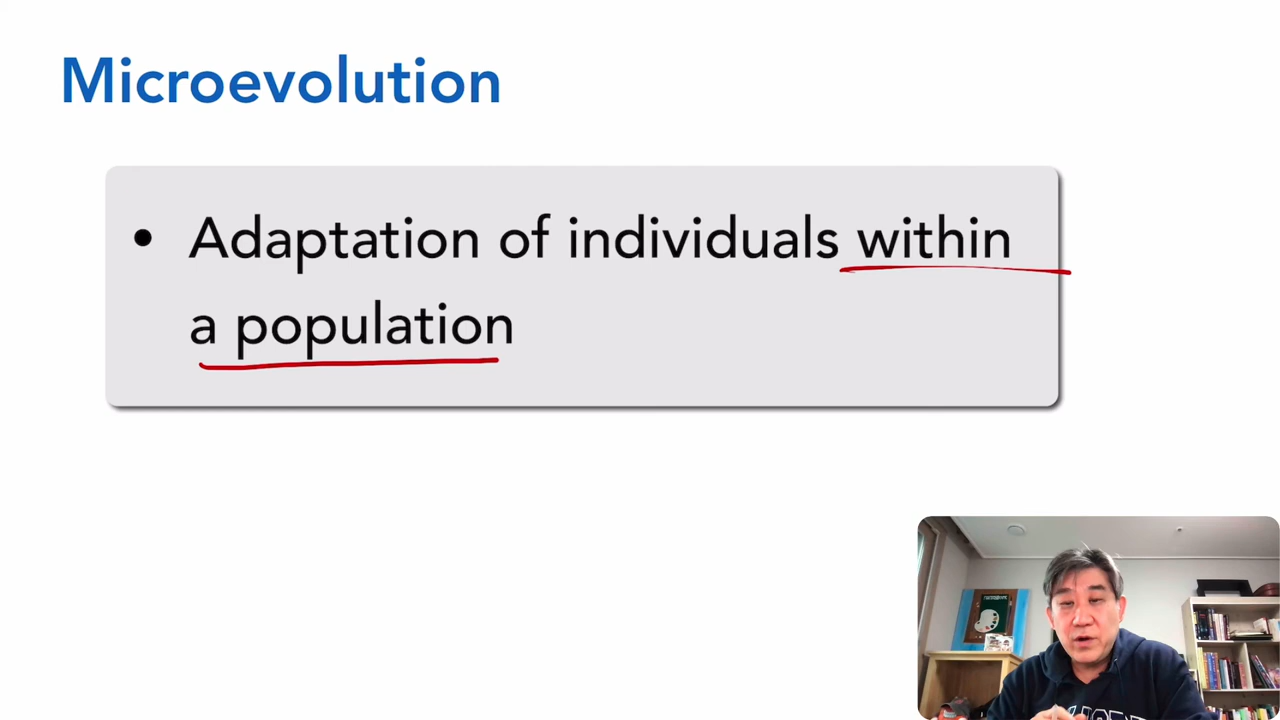 Microevolution
• Adaptation of individuals within
a population